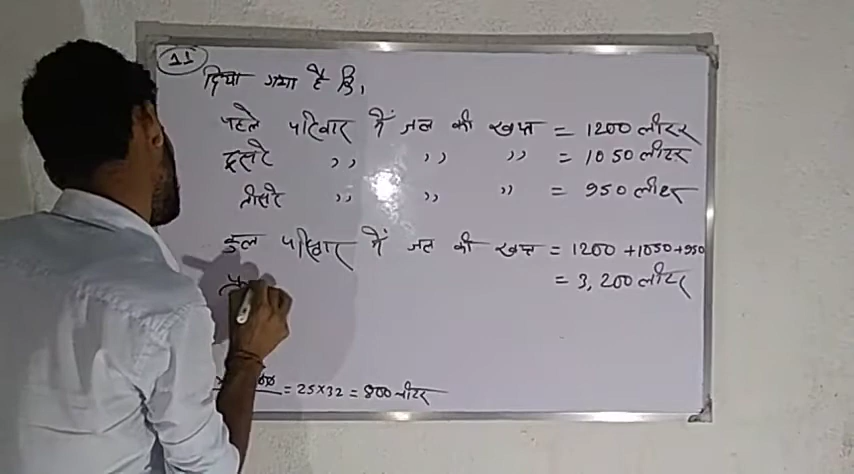 11
दिया गया है कि,
पहले परिवार में जल की खपत = 1200 लीटर
दूसरे ,, ,, ,, = 1050 लीटर
तीसरे ,, ,, ,, = 950 लीटर
कुल परिवार में जल की खपत = 1200 + 1050 + 950
= 3,200 लीटर
= 25 × 32 = 800 लीटर